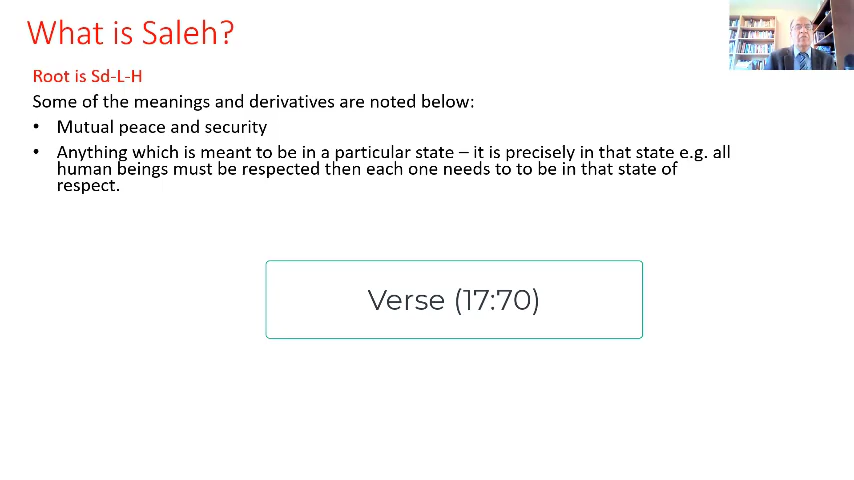 What is Saleh?
Root is Sd-L-H
Some of the meanings and derivatives are noted below:
• Mutual peace and security
• Anything which is meant to be in a particular state – it is precisely in that state e.g. all
human beings must be respected then each one needs to to be in that state of
respect.
Verse (17:70)